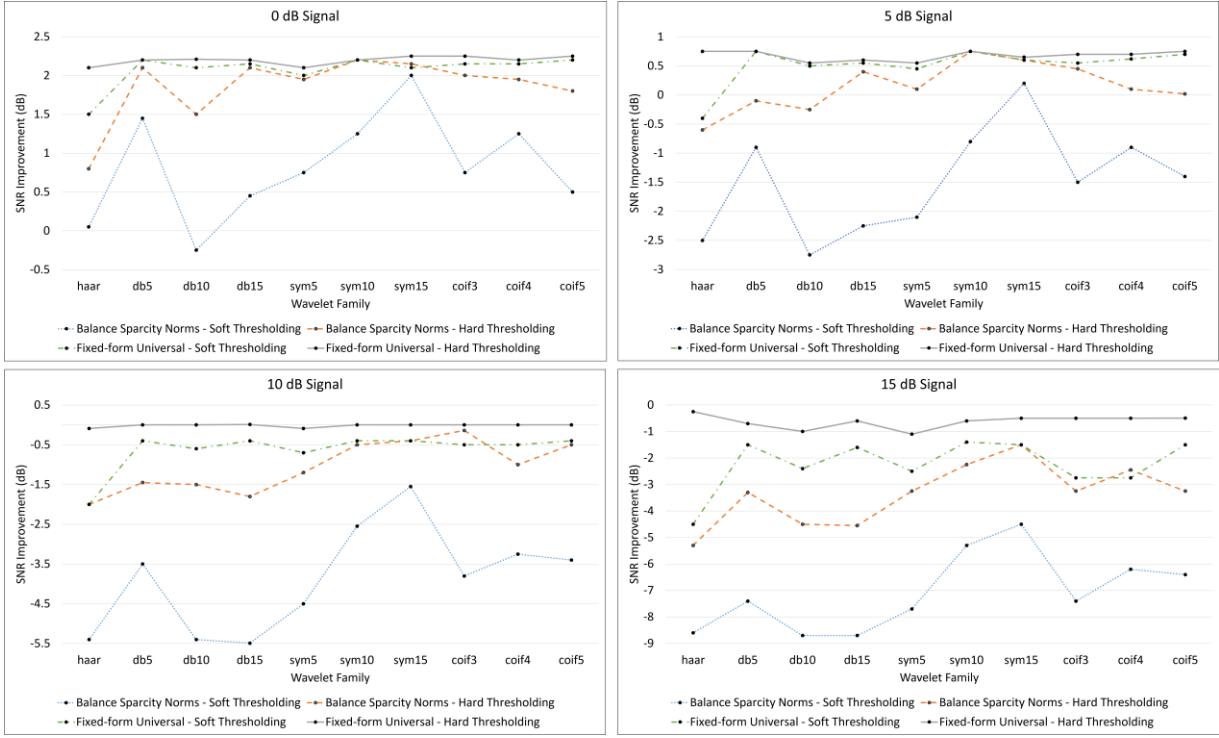 0 dB Signal
SNR Improvement (dB)
2.5
2
1.5
1
0.5
0
-0.5
haar db5 db10 db15 sym5 sym10 sym15 coif3 coif4 coif5
Wavelet Family
Balance Sparcity Norms - Soft Thresholding Balance Sparcity Norms - Hard Thresholding
Fixed-form Universal - Soft Thresholding Fixed-form Universal - Hard Thresholding
5 dB Signal
SNR Improvement (dB)
1
0.5
0
-0.5
-1
-1.5
-2
-2.5
-3
haar db5 db10 db15 sym5 sym10 sym15 coif3 coif4 coif5
Wavelet Family
Balance Sparcity Norms - Soft Thresholding Balance Sparcity Norms - Hard Thresholding
Fixed-form Universal - Soft Thresholding Fixed-form Universal - Hard Thresholding
10 dB Signal
SNR Improvement (dB)
0.5
-0.5
-1.5
-2.5
-3.5
-4.5
-5.5
haar db5 db10 db15 sym5 sym10 sym15 coif3 coif4 coif5
Wavelet Family
Balance Sparcity Norms - Soft Thresholding Balance Sparcity Norms - Hard Thresholding
Fixed-form Universal - Soft Thresholding Fixed-form Universal - Hard Thresholding
15 dB Signal
SNR Improvement (dB)
0
-1
-2
-3
-4
-5
-6
-7
-8
-9
haar db5 db10 db15 sym5 sym10 sym15 coif3 coif4 coif5
Wavelet Family
Balance Sparcity Norms - Soft Thresholding Balance Sparcity Norms - Hard Thresholding
Fixed-form Universal - Soft Thresholding Fixed-form Universal - Hard Thresholding